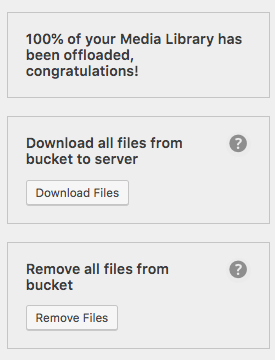 100% of your Media Library has
been offloaded,
congratulations!
Download all files from
bucket to server
?
Download Files
Remove all files from
bucket
?
Remove Files